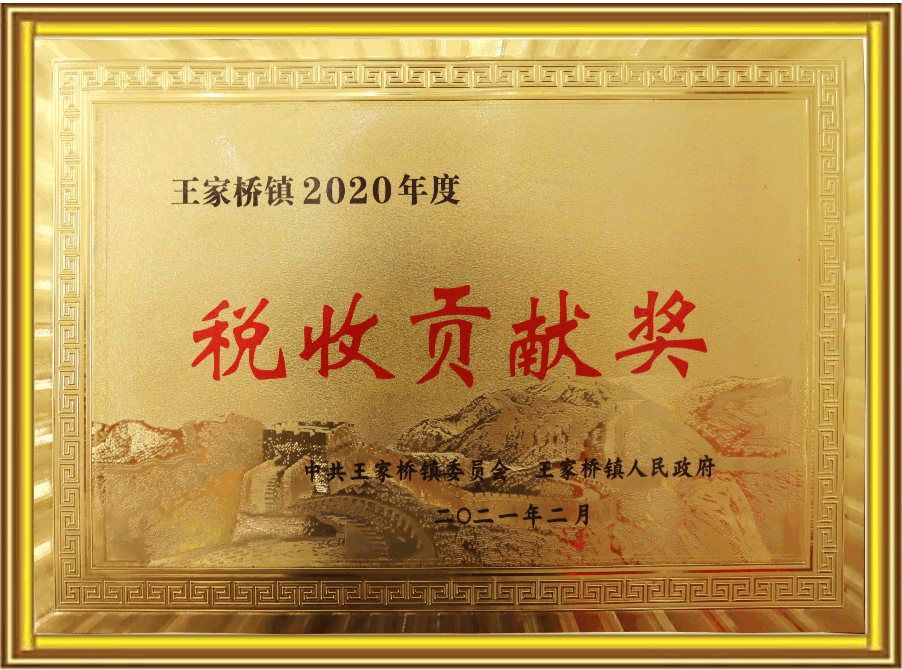 王家桥镇2020年度
税收贡献奖
中共王家桥镇委员会 王家桥镇人民政府
二〇二一年二月